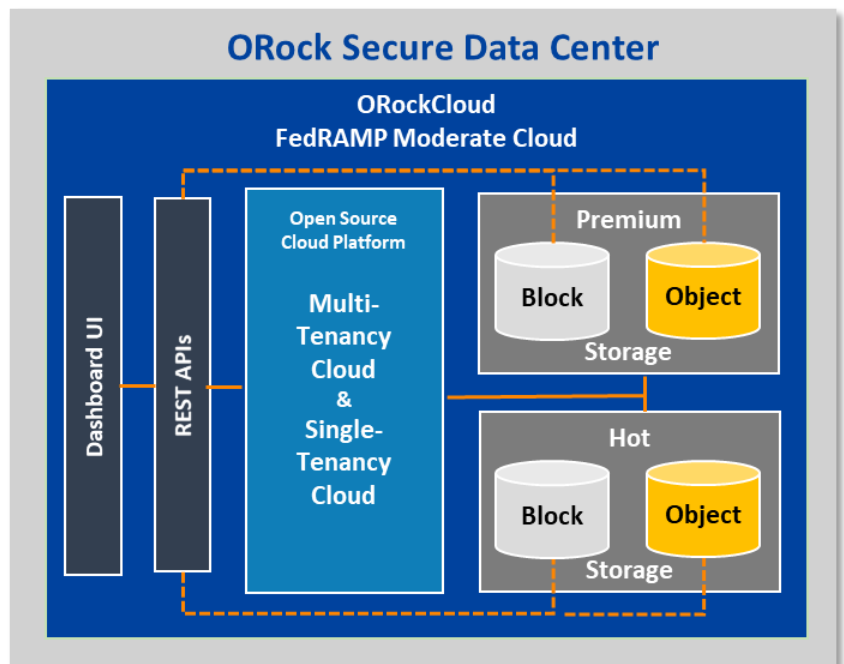 ORock Secure Data Center
ORockCloud
FedRAMP Moderate Cloud
Dashboard UI
REST APIs
Open Source
Cloud Platform
Multi-
Tenancy
Cloud
&
Single-
Tenancy
Cloud
Premium
Block
Object
Storage
Hot
Block
Object
Storage